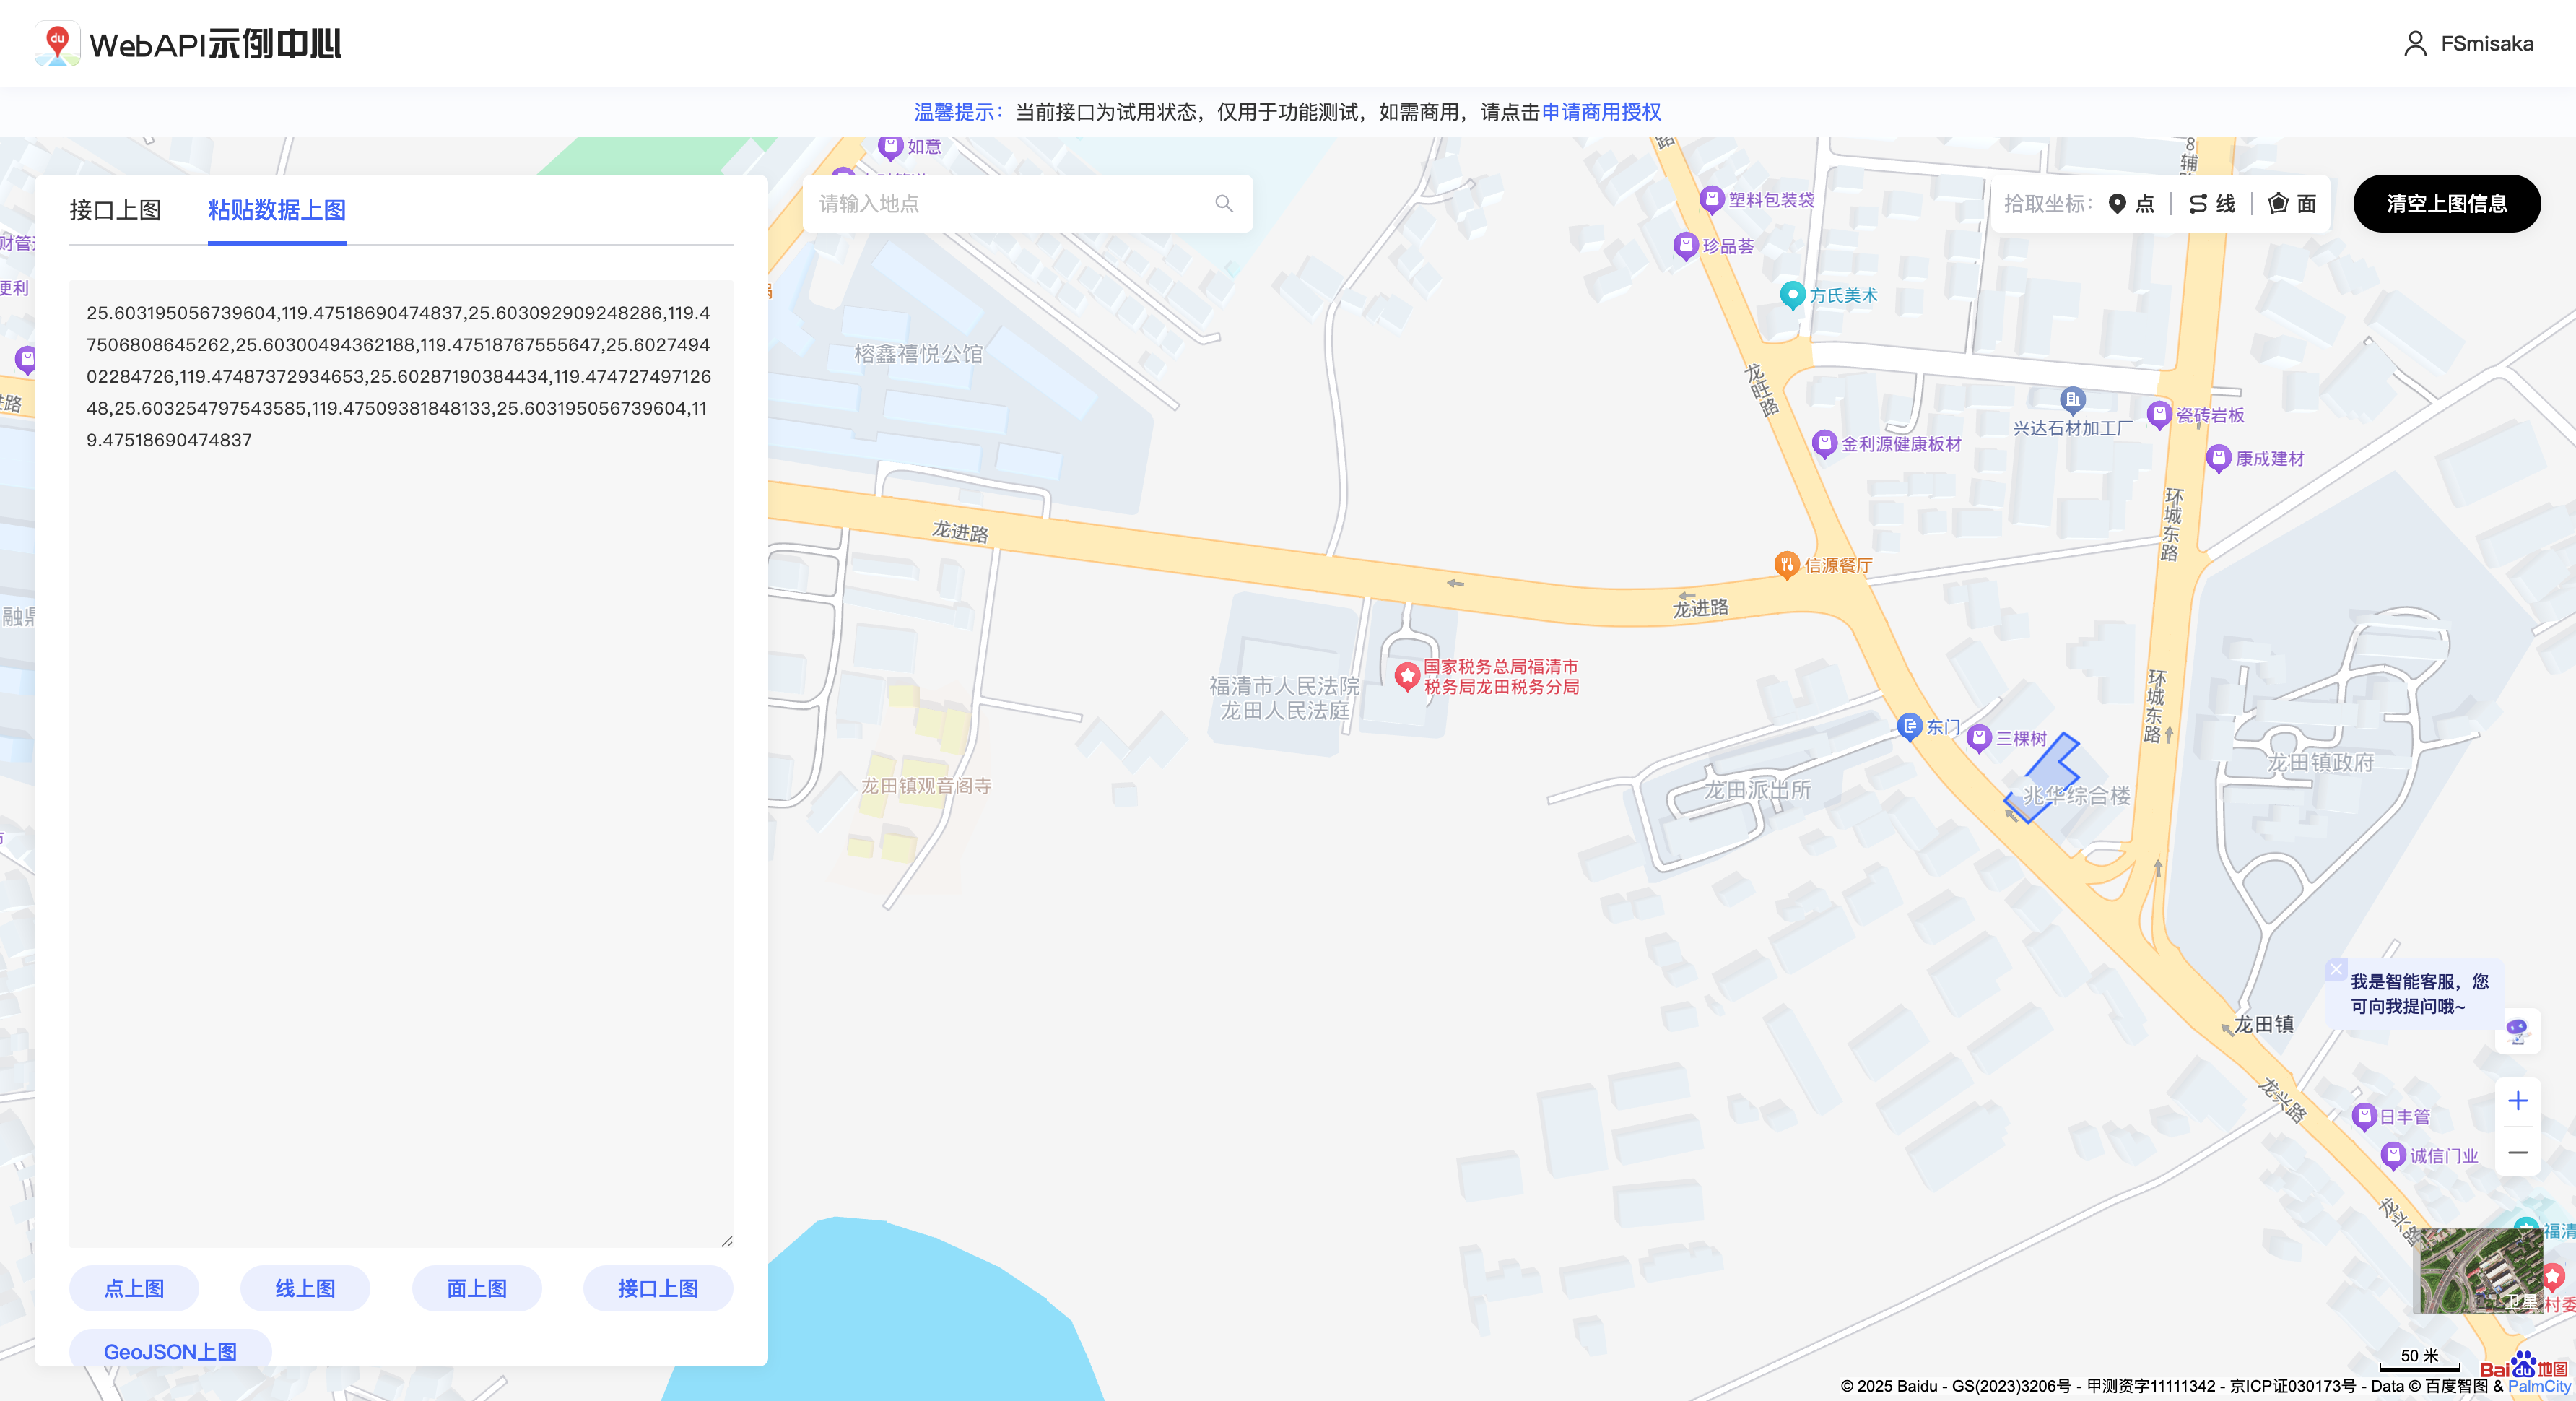 du WebAPI示例中心
FSmisaka
温馨提示：当前接口为试用状态，仅用于功能测试，如需商用，请点击申请商用授权
接口上图 粘贴数据上图
请输入地点
拾取坐标： 点 线 面
清空上图信息
25.603195056739604,119.47518690474837,25.603092909248286,119.4
7506808645262,25.60300494362188,119.47518767555647,25.6027494
02284726,119.47487372934653,25.60287190384434,119.474727497126
48,25.603254797543585,119.47509381848133,25.603195056739604,11
9.47518690474837
如意
塑料包装袋
珍品荟
方氏美术
便利
榕鑫禧悦公馆
龙旺路
兴达石材加工厂
瓷砖岩板
金利源健康板材
康成建材
环城东路
龙进路
信源餐厅
龙进路
国家税务总局福清市
税务局龙田税务分局
福清市人民法院
龙田人民法庭
环城东路
东门
三棵树
龙田镇政府
龙田镇观音阁寺
龙田派出所
兆华综合楼
我是智能客服，您
可向我提问哦~
龙田镇
龙兴路
日丰管
诚信门业
龙兴路
福清
卫星
村委
点上图 线上图 面上图 接口上图
GeoJSON上图
50 米
Bai du 地图
© 2025 Baidu - GS(2023)3206号 - 甲测资字11111342 - 京ICP证030173号 - Data © 百度智图 & PalmCity